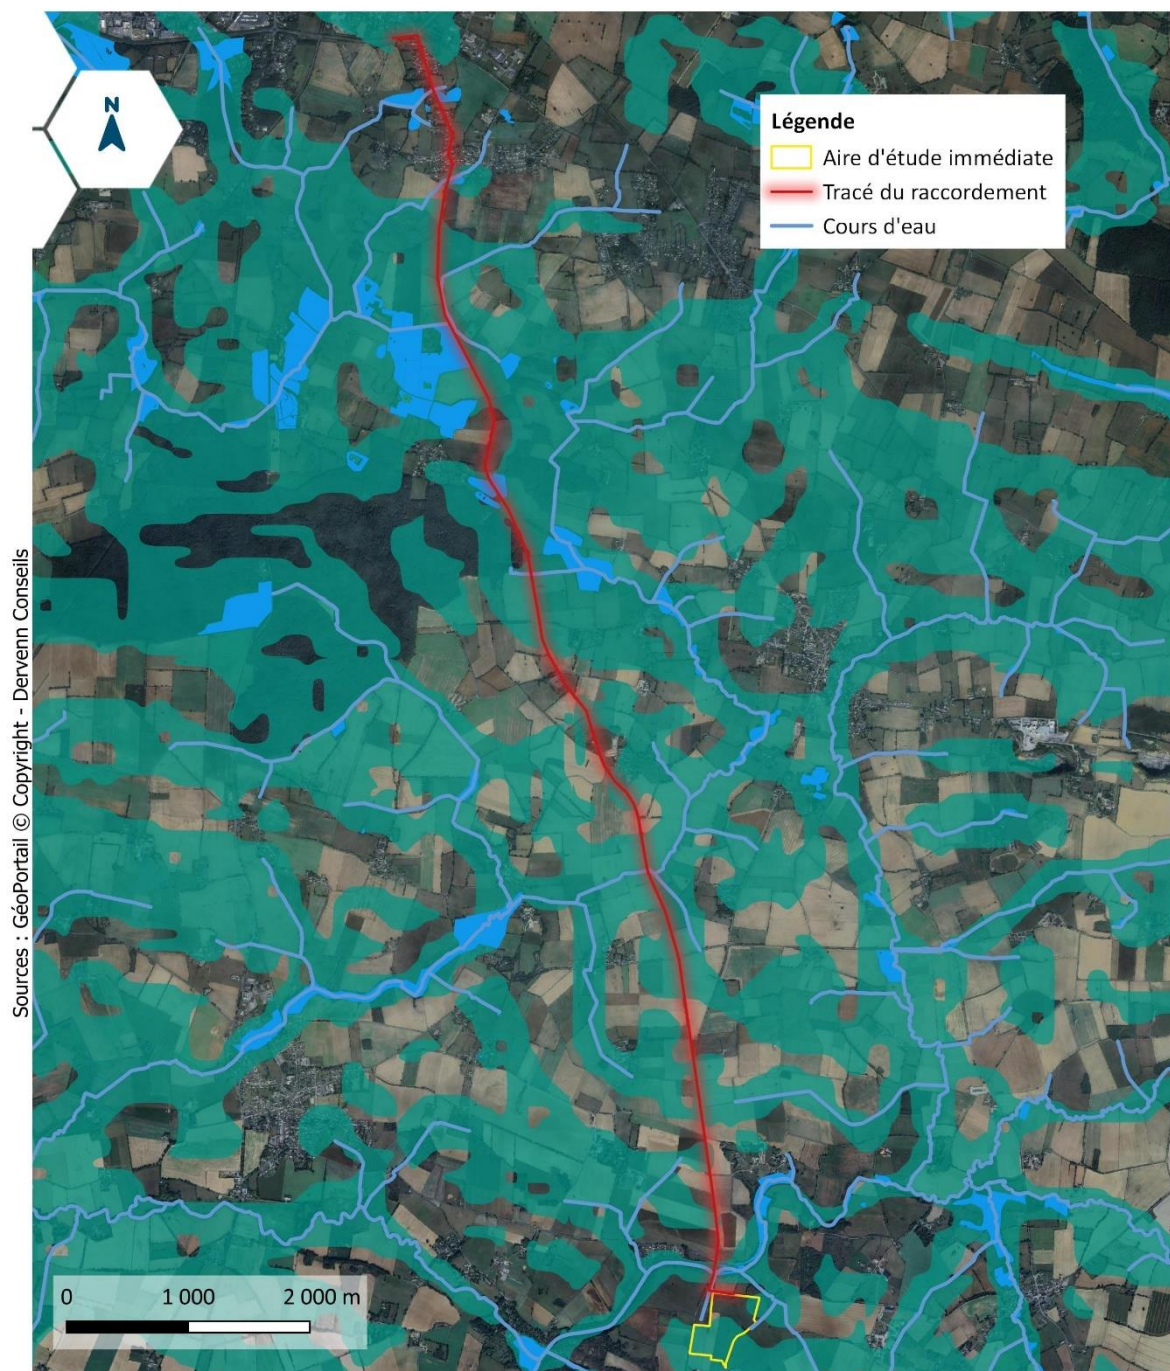 N
Légende
Aire d'étude immédiate
Tracé du raccordement
Cours d'eau
Sources : GéoPortail © Copyright - Dervenn Conseils
0 1 000 2 000 m